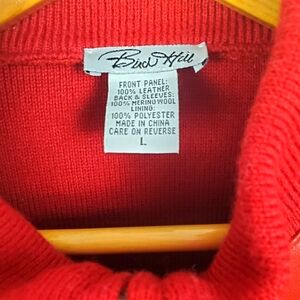 Bird Hill
FRONT PANEL:
100% LEATHER
BACK & SLEEVES:
100% MERINO WOOL
LINING:
100% POLYESTER
MADE IN CHINA
CARE ON REVERSE
L